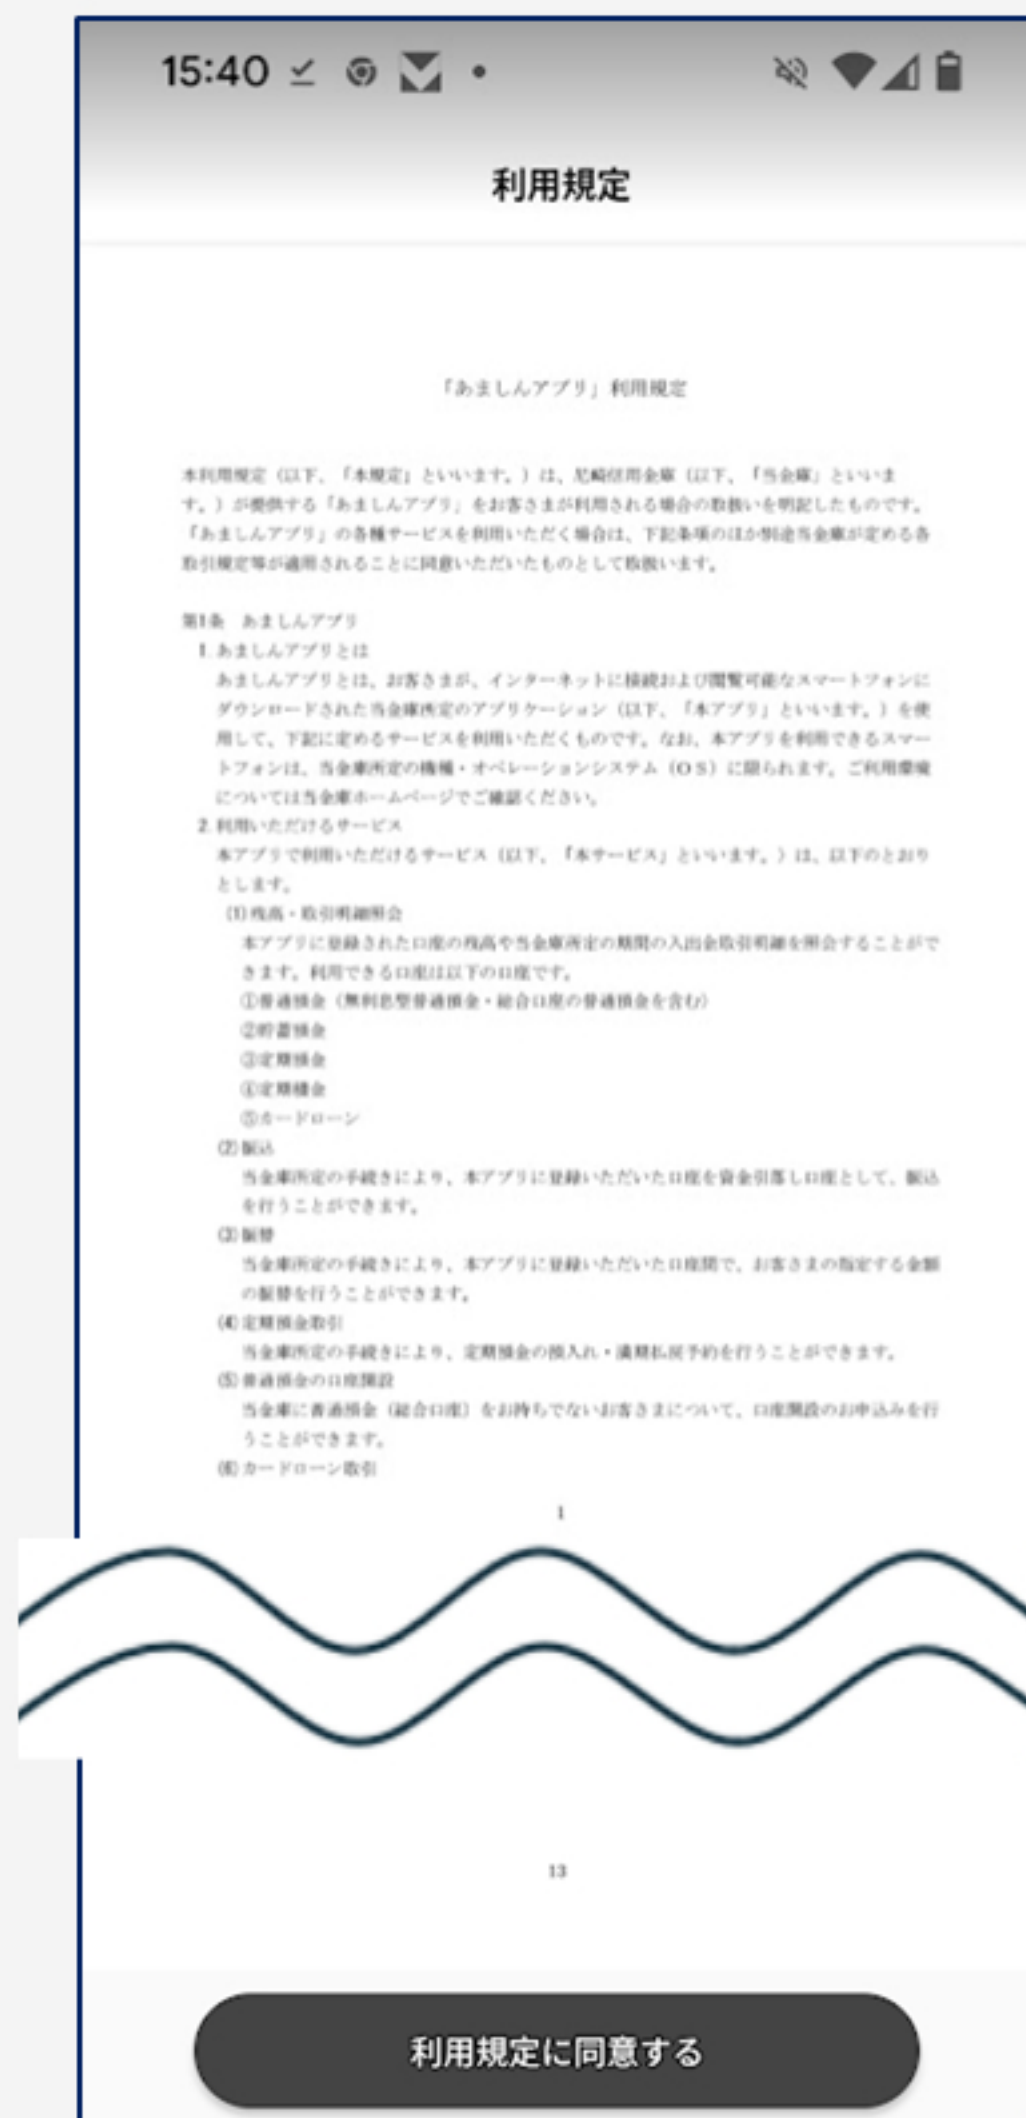 15:40
利用規定
「あましんアプリ」利用規定
本利用規定（以下、「本規定」といいます。）は、尼崎信用金庫（以下、「当金庫」といいま
す。）が提供する「あましんアプリ」をお客さまが利用される場合の取扱いを明記したものです。
「あましんアプリ」の各種サービスを利用いただく場合は、下記条項のほか別途当金庫が定める各
取引規定等が適用されることに同意いただいたものとして取扱います。
第1条　あましんアプリ
1. あましんアプリとは
あましんアプリとは、お客さまが、インターネットに接続および閲覧可能なスマートフォンに
ダウンロードされた当金庫所定のアプリケーション（以下、「本アプリ」といいます。）を使
用して、下記に定めるサービスを利用いただくものです。なお、本アプリを利用できるスマー
トフォンは、当金庫所定の機種・オペレーションシステム（OS）に限られます。ご利用環境
については当金庫ホームページでご確認ください。
2. 利用いただけるサービス
本アプリで利用いただけるサービス（以下、「本サービス」といいます。）は、以下のとおり
とします。
(1) 残高・取引明細照会
本アプリに登録された口座の残高や当金庫所定の期間の入出金取引明細を照会することがで
きます。利用できる口座は以下の口座です。
①普通預金（無利息型普通預金・総合口座の普通預金を含む）
②貯蓄預金
③定期預金
④定期積金
⑤カードローン
(2) 振込
当金庫所定の手続きにより、本アプリに登録いただいた口座を資金引落し口座として、振込
を行うことができます。
(3) 振替
当金庫所定の手続きにより、本アプリに登録いただいた口座間で、お客さまの指定する金額
の振替を行うことができます。
(4) 定期預金取引
当金庫所定の手続きにより、定期預金の預入れ・満期払戻予約を行うことができます。
(5) 普通預金の口座開設
当金庫に普通預金（総合口座）をお持ちでないお客さまについて、口座開設のお申込みを行
うことができます。
(6) カードローン取引
1
13
利用規定に同意する